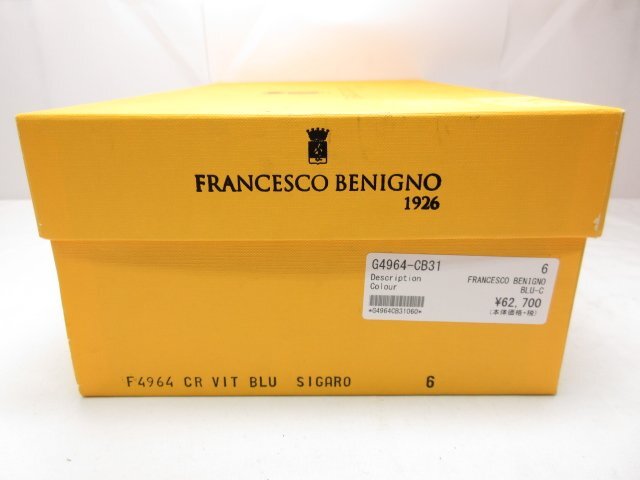 FRANCESCO BENIGNO
1926
G4964-CB31 6
Description FRANCESCO BENIGNO
Colour BLU-C
¥62,700
*G4964CB31060* (本体価格+税)
F4964 CR VIT BLU SIGARO 6